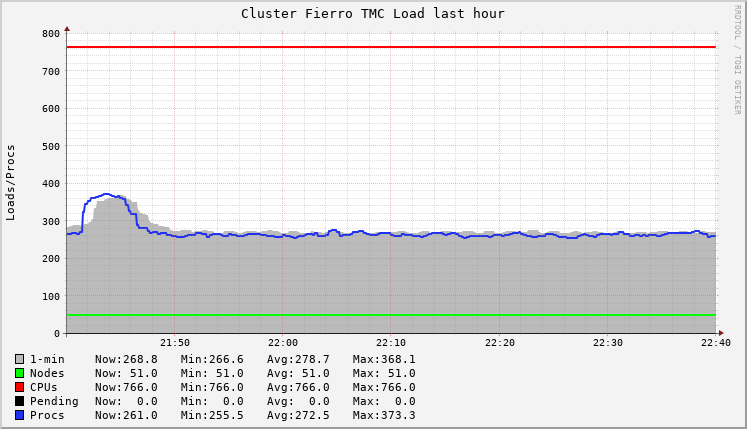 Cluster Fierro TMC Load last hour
RRDTOOL / TOBI OETIKER
Loads/Procs
800
700
600
500
400
300
200
100
0
21:50 22:00 22:10 22:20 22:30 22:40
1-min Now:268.8 Min:266.6 Avg:278.7 Max:368.1
Nodes Now: 51.0 Min: 51.0 Avg: 51.0 Max: 51.0
CPUs Now:766.0 Min:766.0 Avg:766.0 Max:766.0
Pending Now: 0.0 Min: 0.0 Avg: 0.0 Max: 0.0
Procs Now:261.0 Min:255.5 Avg:272.5 Max:373.3